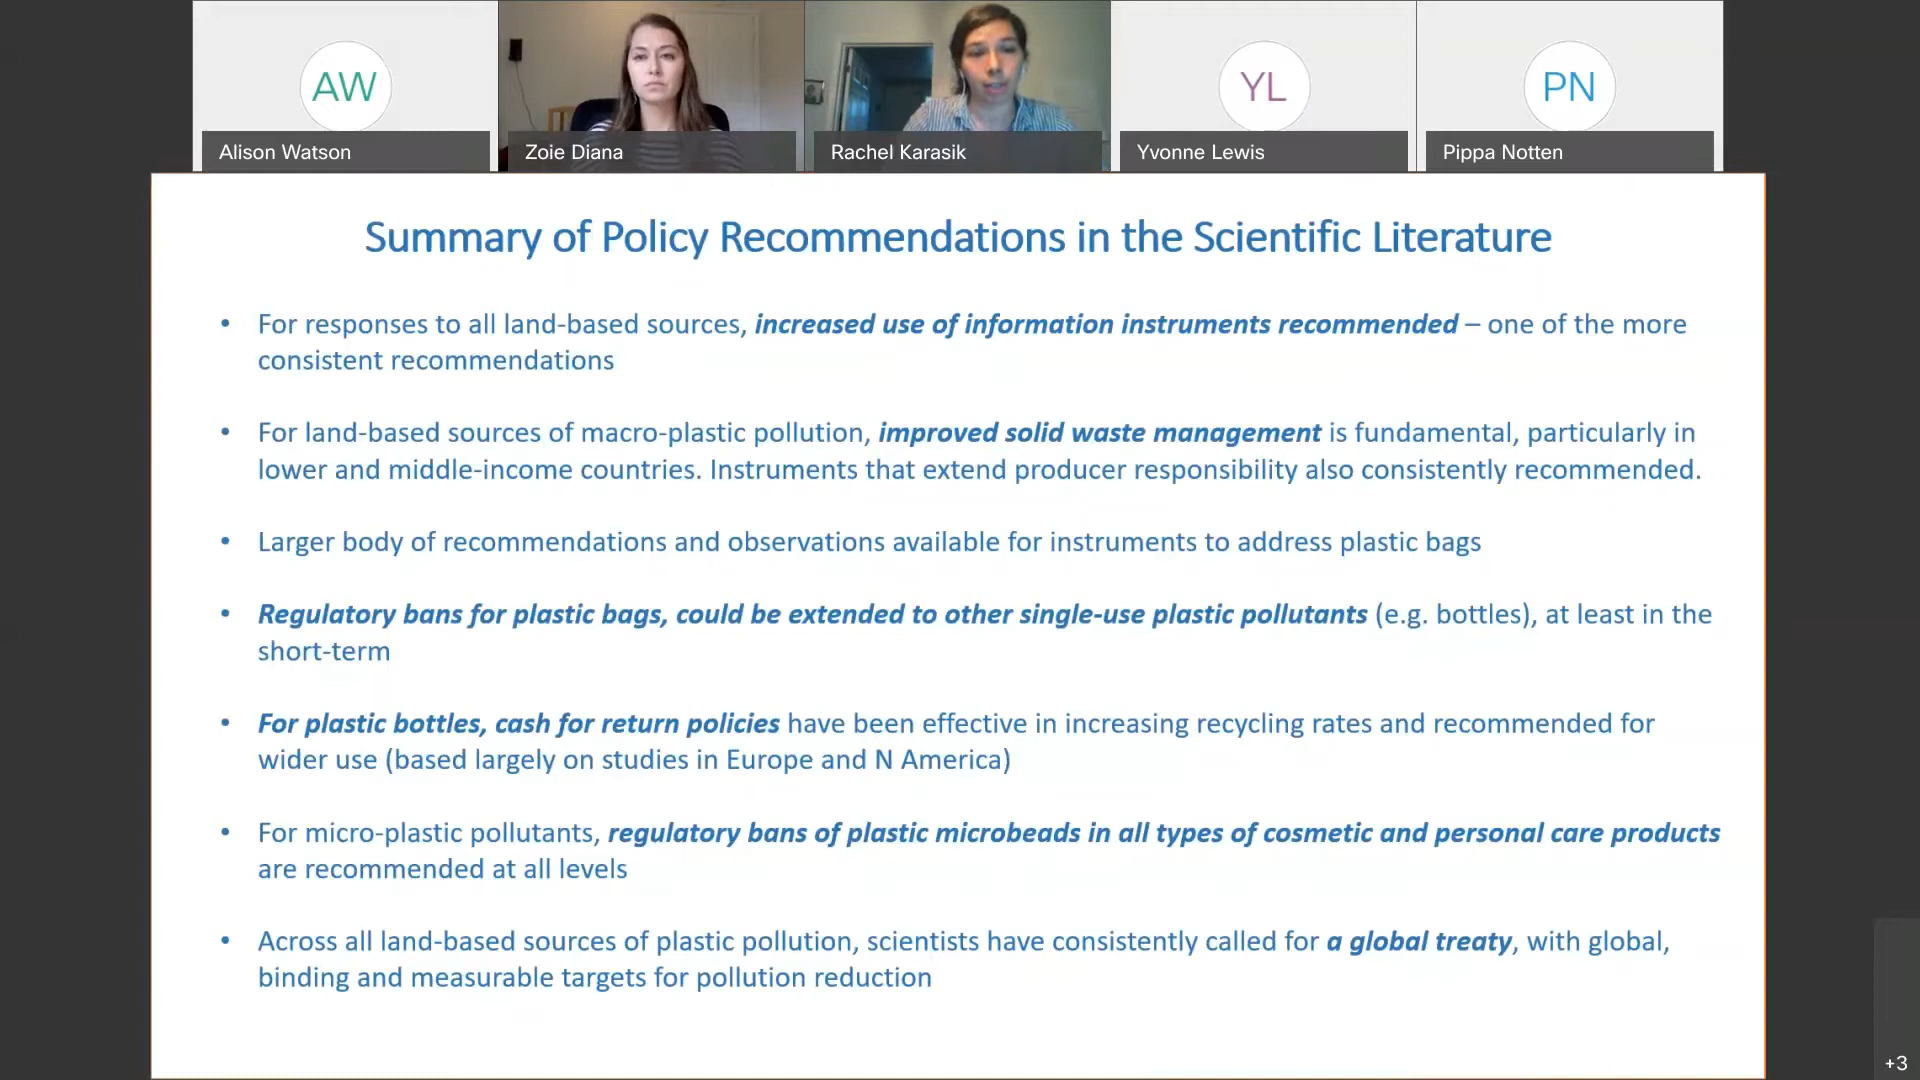 AW
YL
PN
Alison Watson
Zoie Diana
Rachel Karasik
Yvonne Lewis
Pippa Notten
Summary of Policy Recommendations in the Scientific Literature
• For responses to all land-based sources, increased use of information instruments recommended – one of the more
consistent recommendations
• For land-based sources of macro-plastic pollution, improved solid waste management is fundamental, particularly in
lower and middle-income countries. Instruments that extend producer responsibility also consistently recommended.
• Larger body of recommendations and observations available for instruments to address plastic bags
• Regulatory bans for plastic bags, could be extended to other single-use plastic pollutants (e.g. bottles), at least in the
short-term
• For plastic bottles, cash for return policies have been effective in increasing recycling rates and recommended for
wider use (based largely on studies in Europe and N America)
• For micro-plastic pollutants, regulatory bans of plastic microbeads in all types of cosmetic and personal care products
are recommended at all levels
• Across all land-based sources of plastic pollution, scientists have consistently called for a global treaty, with global,
binding and measurable targets for pollution reduction
+3